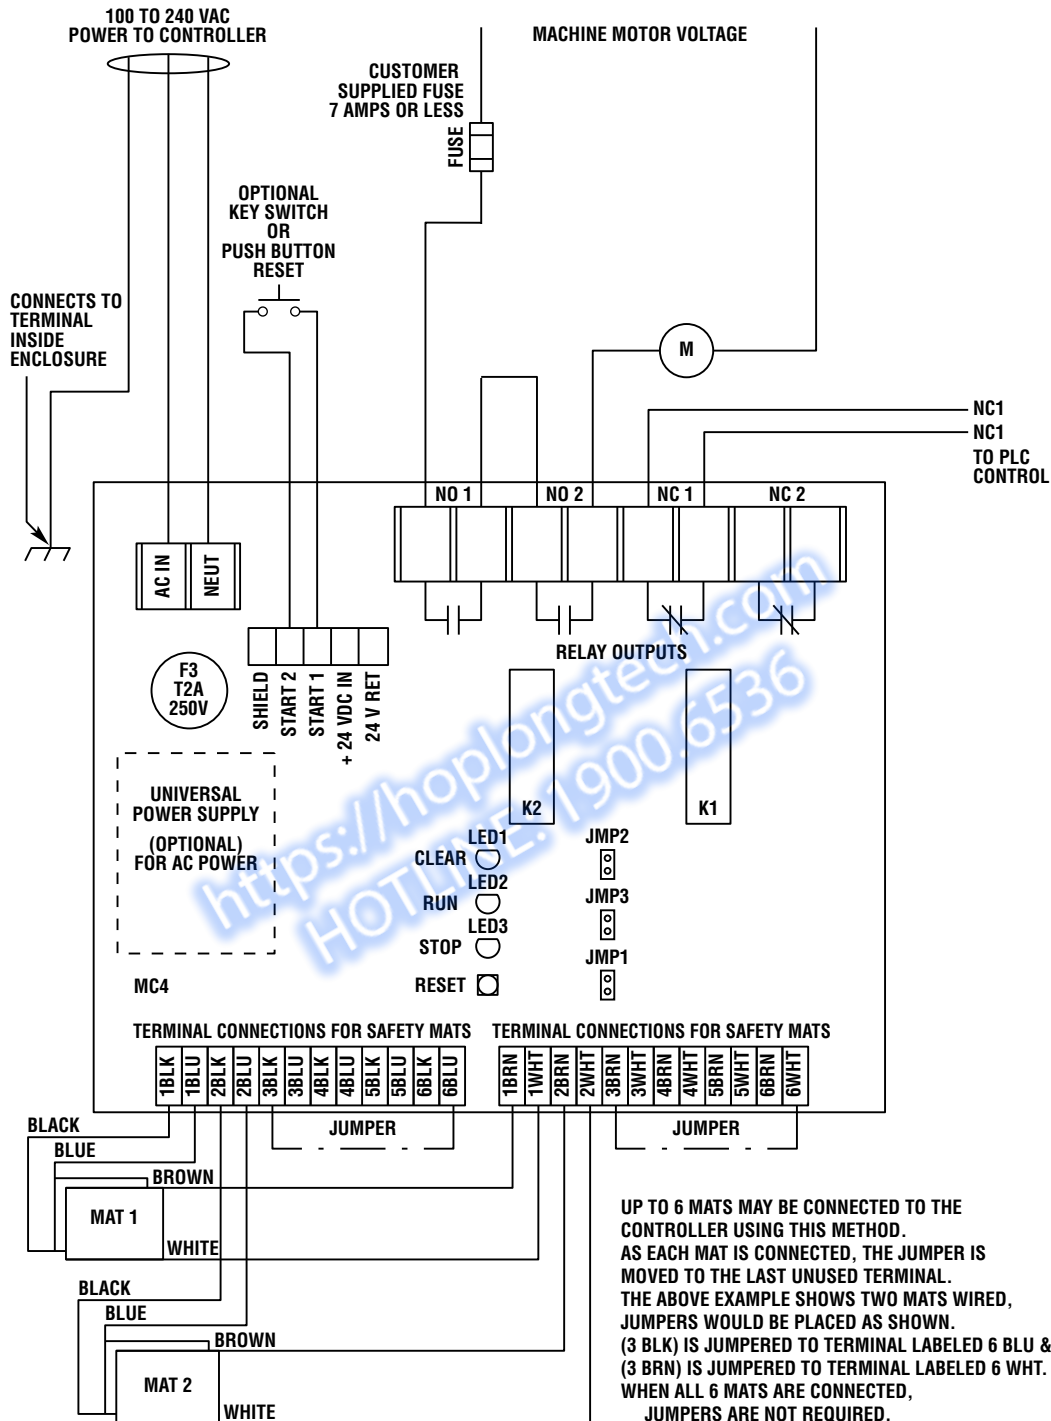 100 TO 240 VAC
POWER TO CONTROLLER
MACHINE MOTOR VOLTAGE
CUSTOMER
SUPPLIED FUSE
7 AMPS OR LESS
FUSE
OPTIONAL
KEY SWITCH
OR
PUSH BUTTON
RESET
CONNECTS TO
TERMINAL
INSIDE
ENCLOSURE
M
NC1
NC1
TO PLC
CONTROL
NO 1
NO 2
NC 1
NC 2
AC IN
NEUT
RELAY OUTPUTS
F3
T2A
250V
SHIELD
START 2
START 1
+ 24 VDC IN
24 V RET
K2
K1
UNIVERSAL
POWER SUPPLY
(OPTIONAL)
FOR AC POWER
LED1
CLEAR
LED2
RUN
LED3
STOP
RESET
JMP2
JMP3
JMP1
MC4
https://hoplongtech.com
HOTLINE: 1900.6536
TERMINAL CONNECTIONS FOR SAFETY MATS
TERMINAL CONNECTIONS FOR SAFETY MATS
1BLK
1BLU
2BLK
2BLU
3BLK
3BLU
4BLK
4BLU
5BLK
5BLU
6BLK
6BLU
1BRN
1WHT
2BRN
2WHT
3BRN
3WHT
4BRN
4WHT
5BRN
5WHT
6BRN
6WHT
BLACK
JUMPER
JUMPER
BLUE
BROWN
MAT 1
WHITE
BLACK
BLUE
BROWN
MAT 2
WHITE
UP TO 6 MATS MAY BE CONNECTED TO THE
CONTROLLER USING THIS METHOD.
AS EACH MAT IS CONNECTED, THE JUMPER IS
MOVED TO THE LAST UNUSED TERMINAL.
THE ABOVE EXAMPLE SHOWS TWO MATS WIRED,
JUMPERS WOULD BE PLACED AS SHOWN.
(3 BLK) IS JUMPERED TO TERMINAL LABELED 6 BLU &
(3 BRN) IS JUMPERED TO TERMINAL LABELED 6 WHT.
WHEN ALL 6 MATS ARE CONNECTED,
JUMPERS ARE NOT REQUIRED.